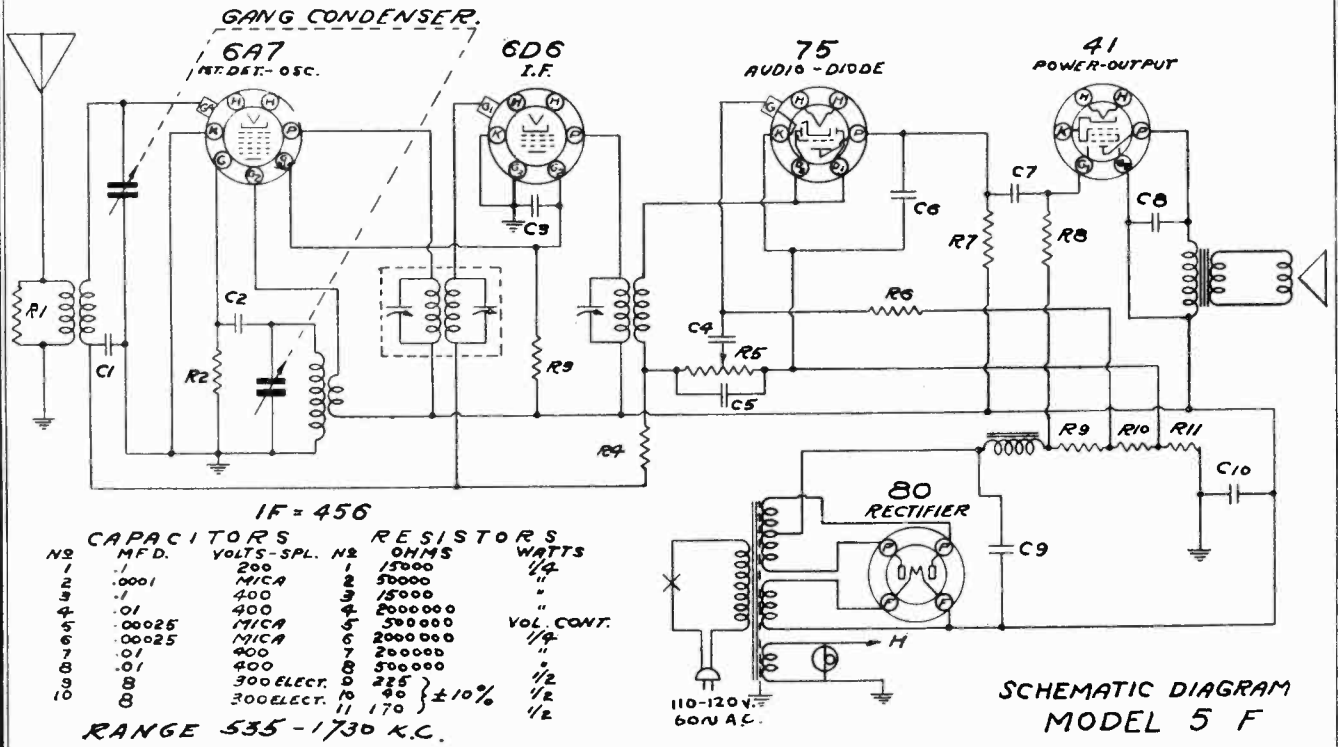 GANG CONDENSER.
6A7
1ST. DET. - OSC.
6D6
I.F.
75
AUDIO - DIODE
41
POWER-OUTPUT
GA H H
K P
G G2
G1 H H
K P
G2
G H H
K P
H H
K P
R1
C1
C2
R2
C3
R3
R4
C4
R5
C5
R6
C6
R7
C7
R8
C8
R9
R10
R11
C10
C9
80
RECTIFIER
P P
F F
H
110-120 V.
60~ A.C.
IF = 456
CAPACITORS RESISTORS
Nº MFD. VOLTS-SPL. Nº OHMS WATTS
1 .1 200 1 15000 1/4
2 .0001 MICA 2 50000 "
3 .1 400 3 15000 "
4 .01 400 4 2000000 "
5 .00025 MICA 5 500000 VOL. CONT.
6 .00025 MICA 6 2000000 1/4
7 .01 400 7 200000 "
8 .01 400 8 500000 "
9 8 300 ELECT. 9 225 1/2
10 8 300 ELECT. 10 40 } ±10% 1/2
11 170 1/2
RANGE 535 - 1730 K.C.
SCHEMATIC DIAGRAM
MODEL 5 F